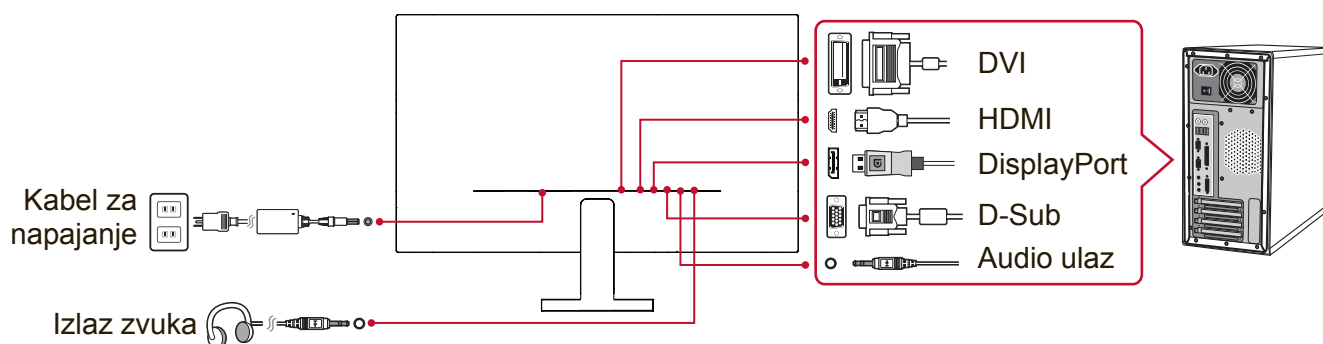 DVI
HDMI
DisplayPort
D-Sub
Audio ulaz
Kabel za
napajanje
Izlaz zvuka